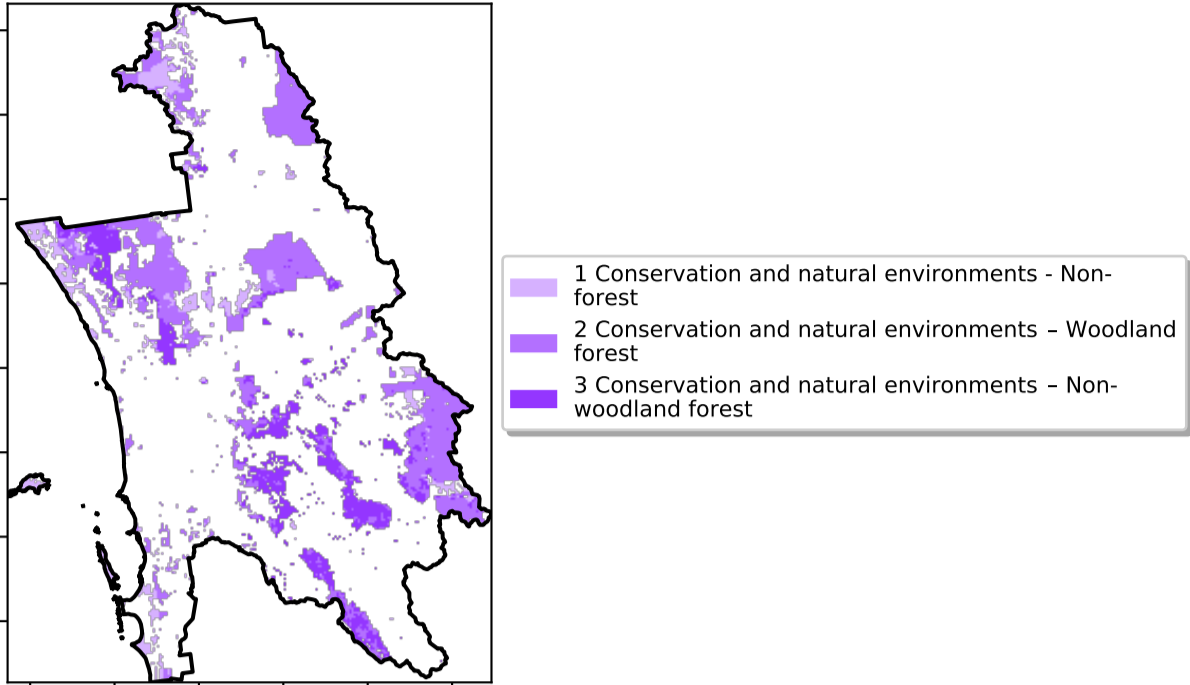 1 Conservation and natural environments - Non-
forest
2 Conservation and natural environments – Woodland
forest
3 Conservation and natural environments – Non-
woodland forest